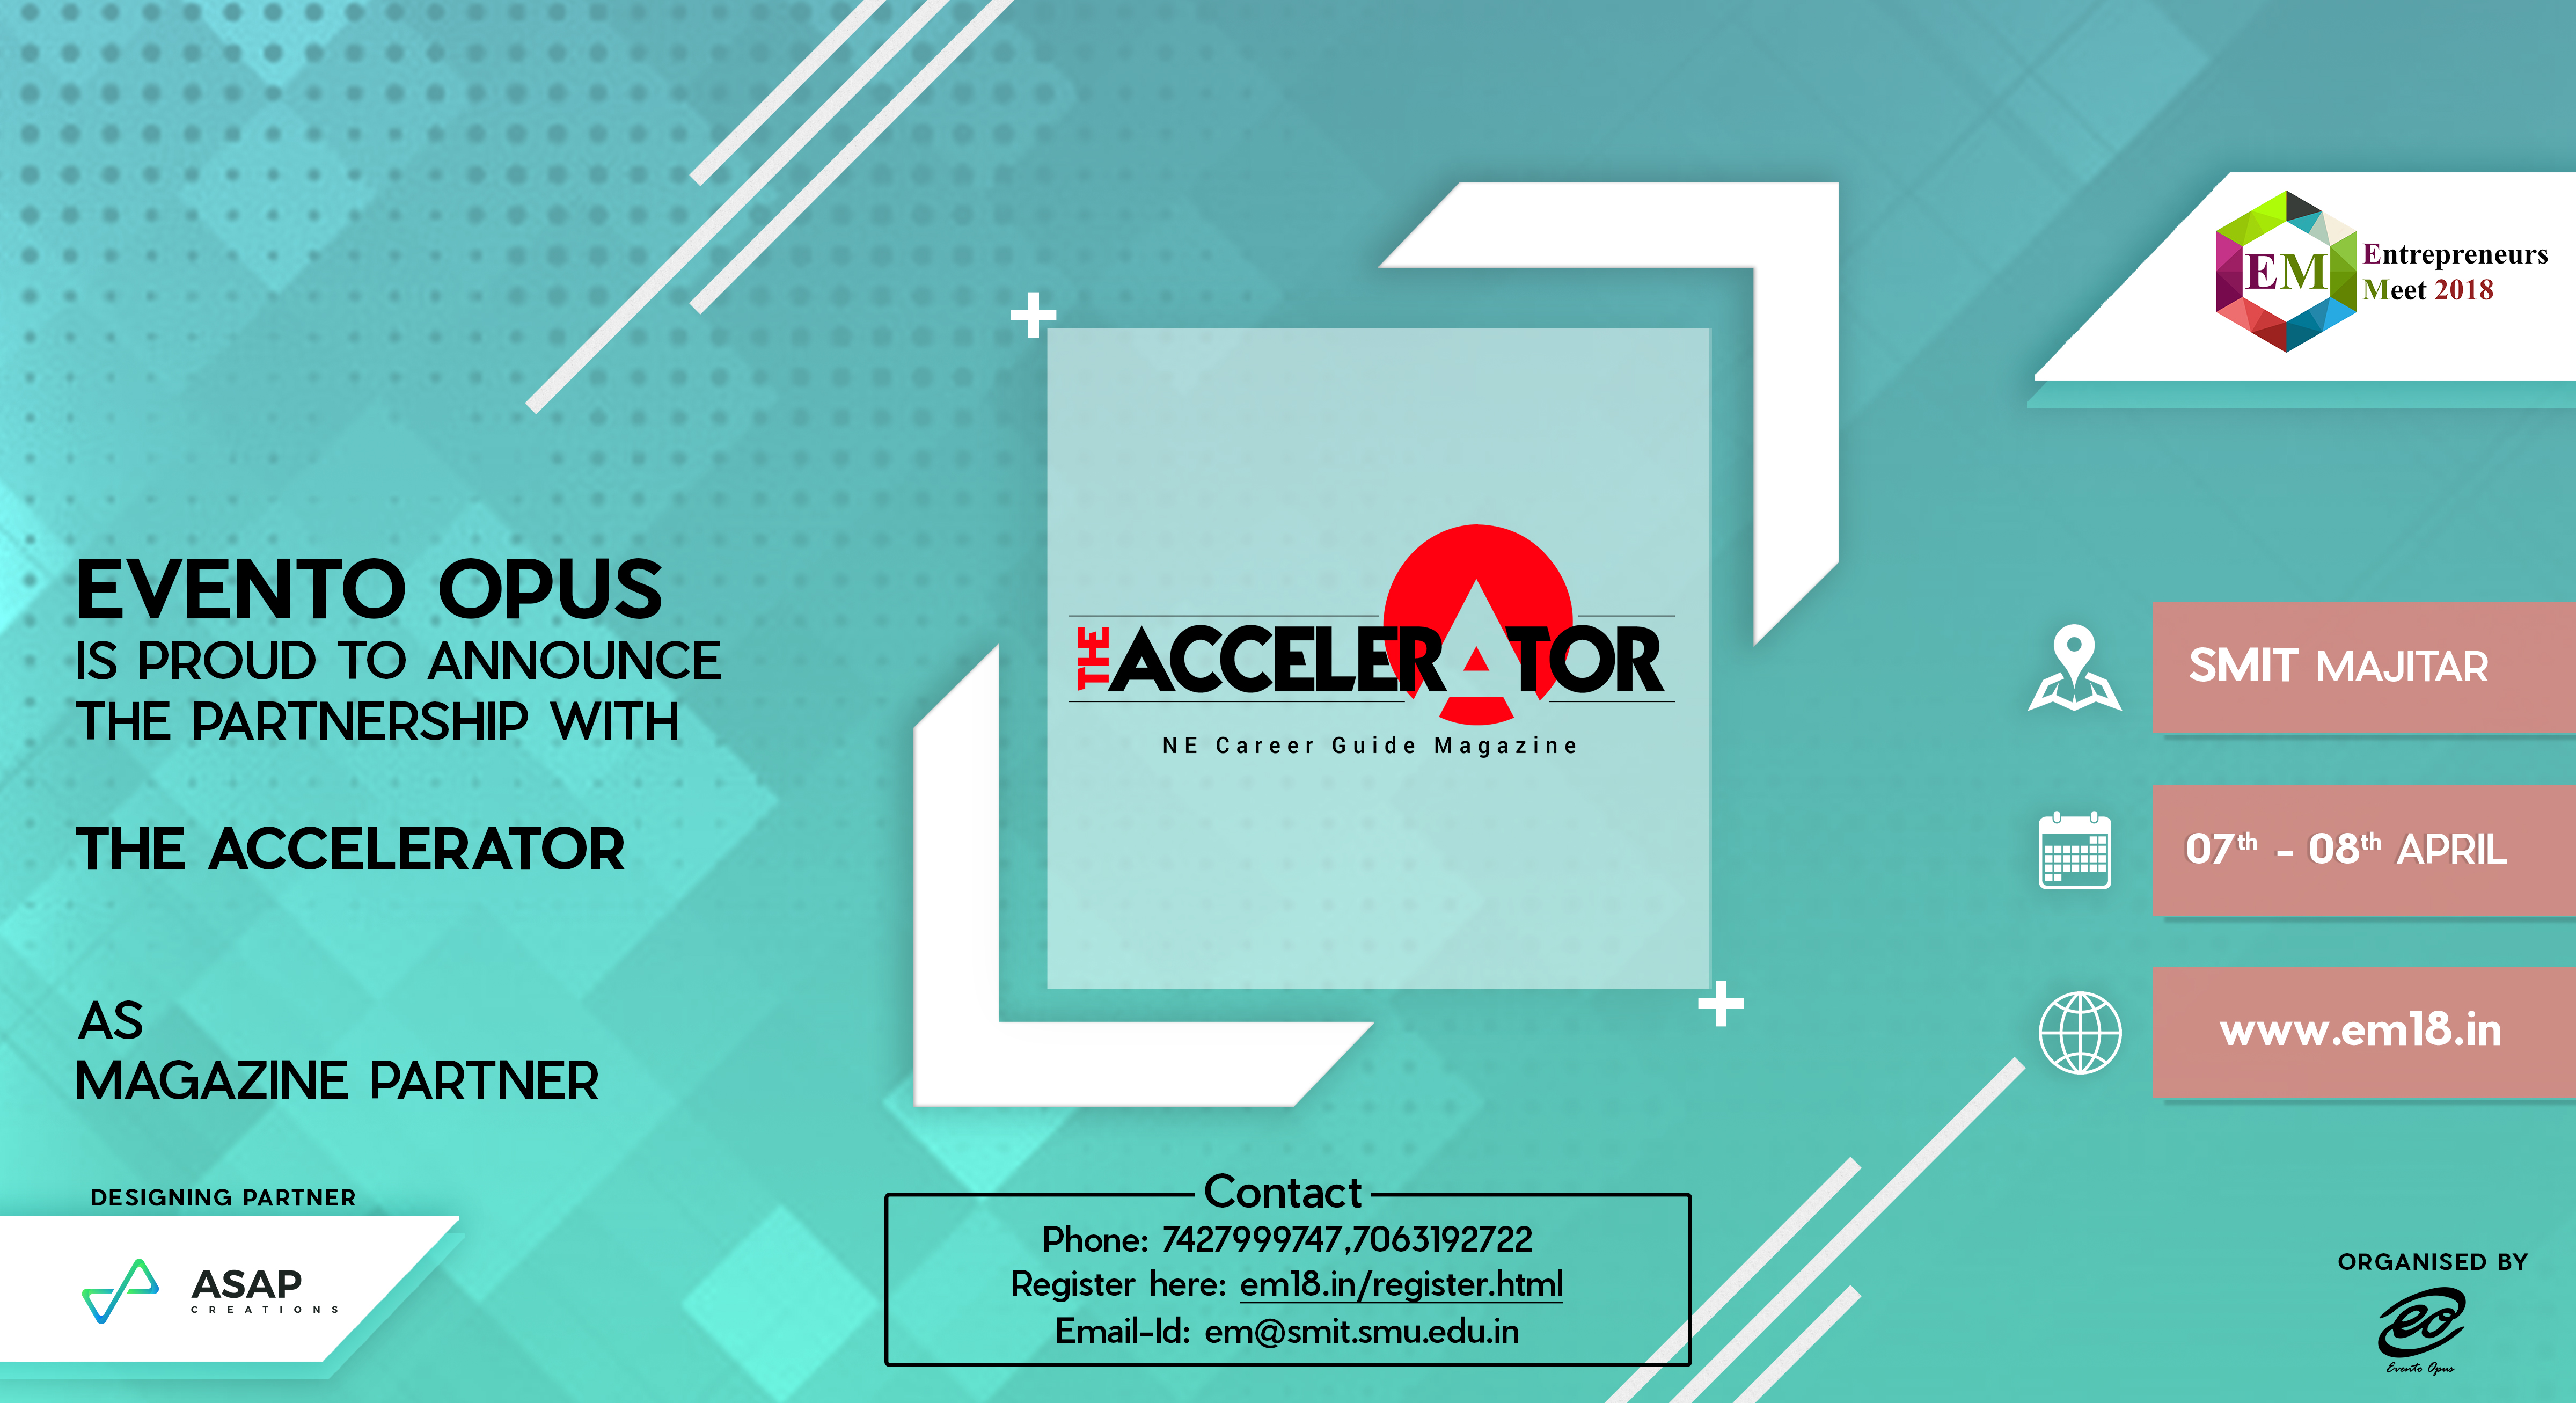 EVENTO OPUS
IS PROUD TO ANNOUNCE
THE PARTNERSHIP WITH
THE ACCELERATOR
AS
MAGAZINE PARTNER
DESIGNING PARTNER
ASAP
CREATIONS
THE ACCELERATOR
NE Career Guide Magazine
Contact
Phone: 7427999747,7063192722
Register here: em18.in/register.html
Email-Id: em@smit.smu.edu.in
EM
Entrepreneurs
Meet 2018
SMIT MAJITAR
07th - 08th APRIL
www.em18.in
ORGANISED BY
eo
Evento Opus